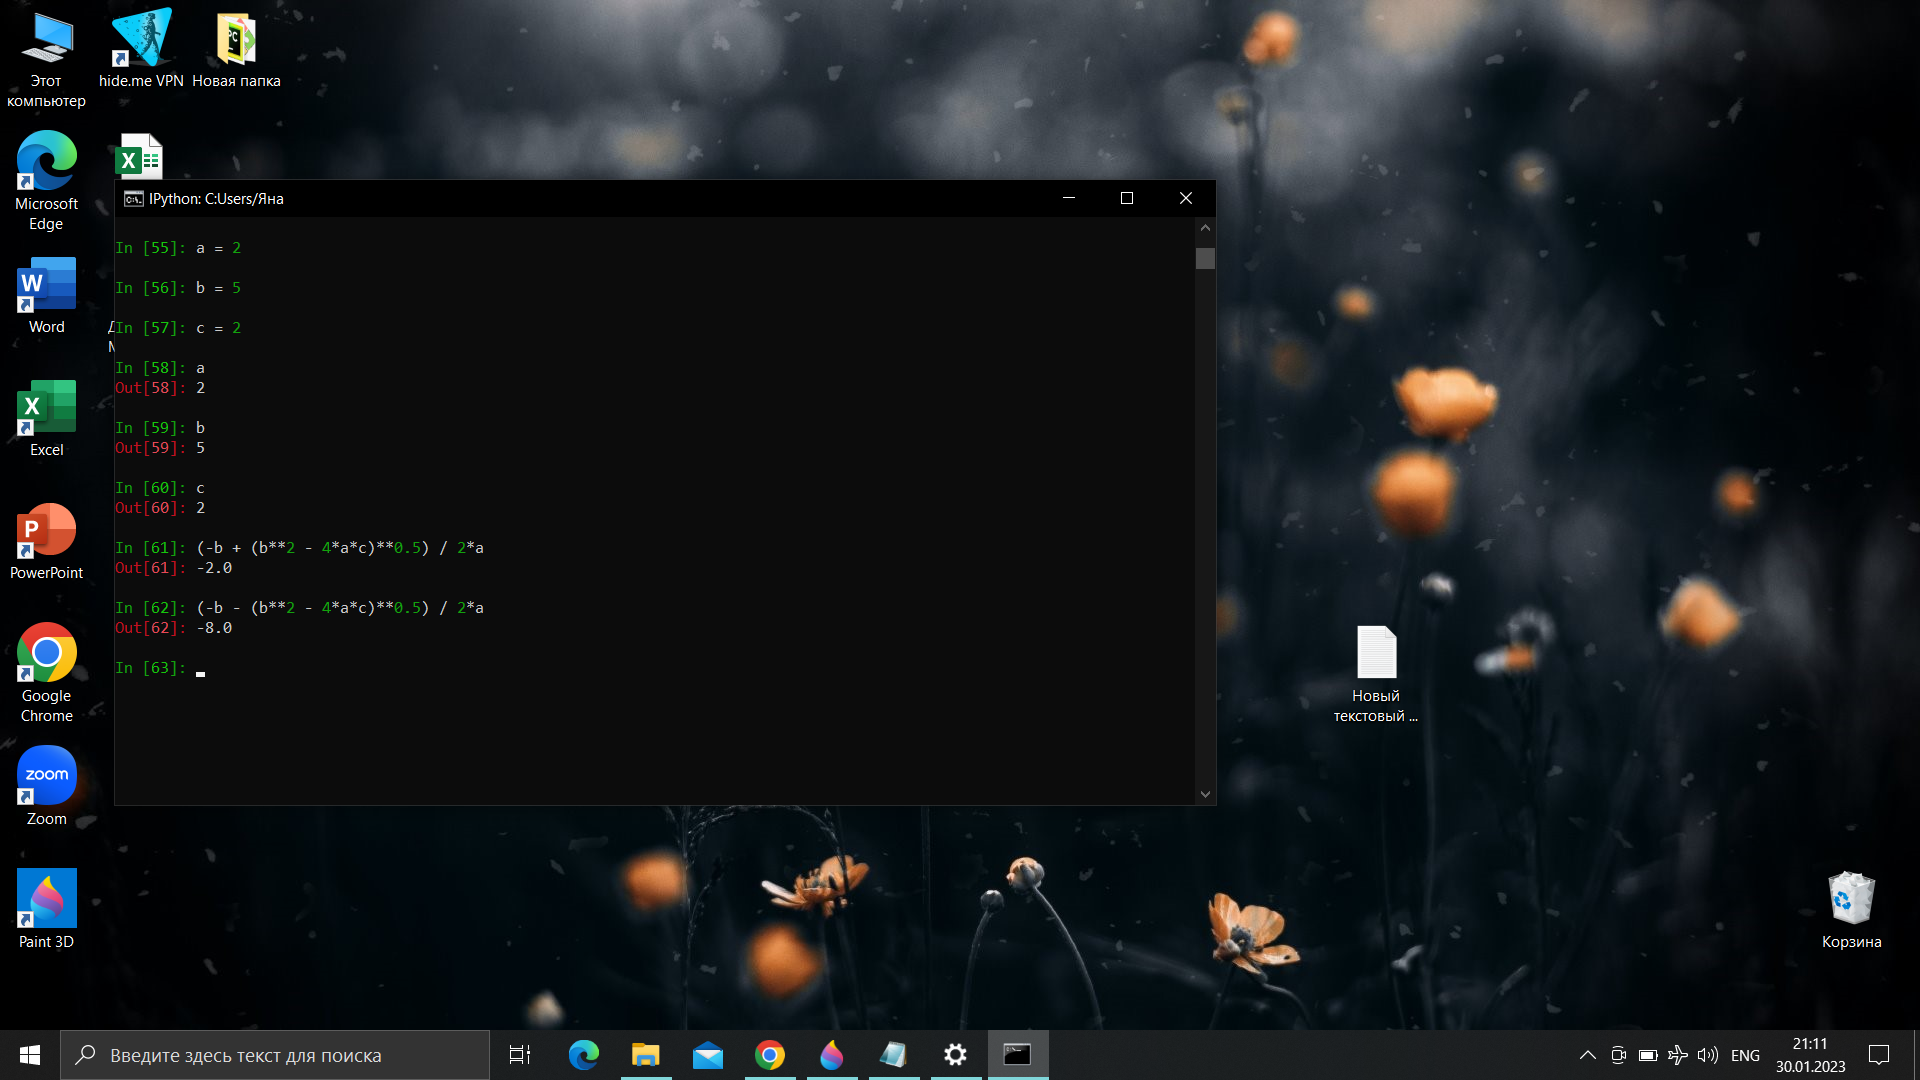 Этот
компьютер
hide.me VPN
Новая папка
Microsoft
Edge
Word
Excel
PowerPoint
Google
Chrome
Zoom
Paint 3D
IPython: C:Users/Яна
In [55]: a = 2
In [56]: b = 5
In [57]: c = 2
In [58]: a
Out[58]: 2
In [59]: b
Out[59]: 5
In [60]: c
Out[60]: 2
In [61]: (-b + (b**2 - 4*a*c)**0.5) / 2*a
Out[61]: -2.0
In [62]: (-b - (b**2 - 4*a*c)**0.5) / 2*a
Out[62]: -8.0
In [63]:
zoom
Новый
текстовый ...
Корзина
Введите здесь текст для поиска
ENG
21:11
30.01.2023